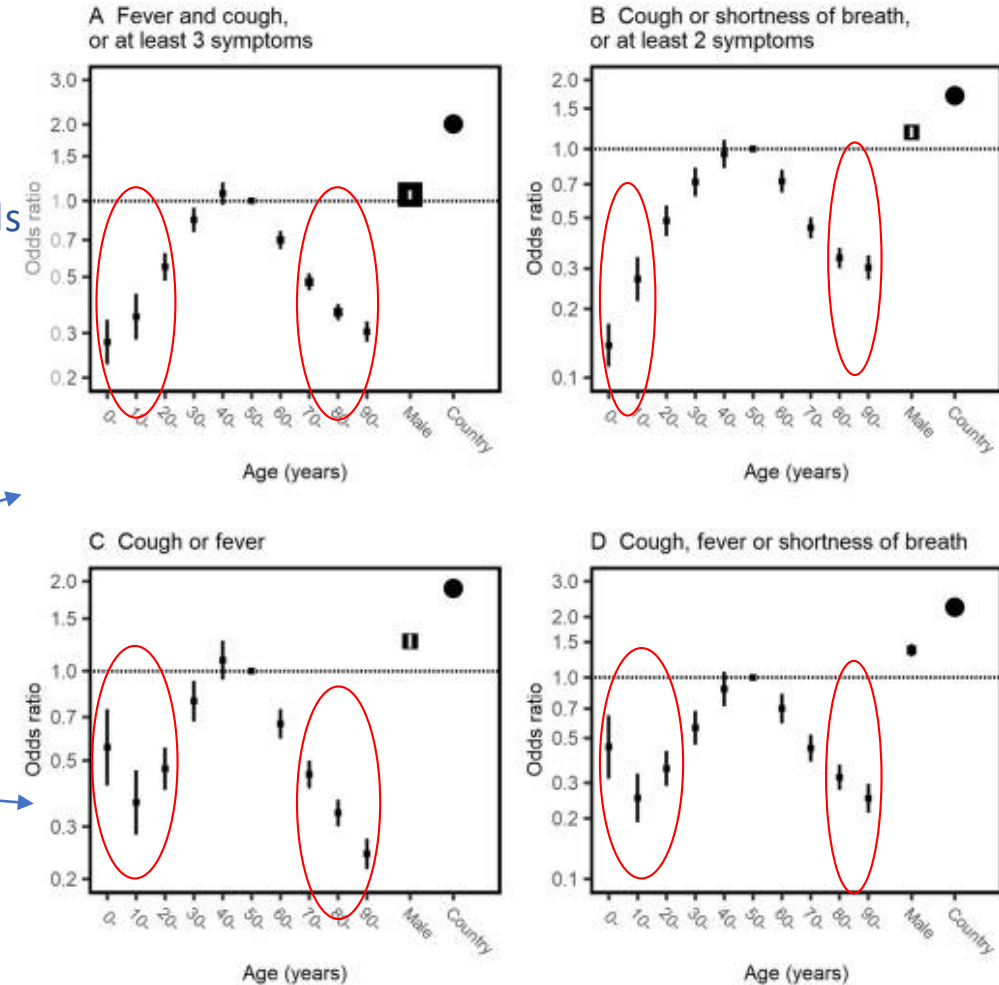 A Fever and cough,
or at least 3 symptoms
3.0
2.0
1.5
1.0
0.7
0.5
0.3
0.2
Odds ratio
0- 10- 20- 30- 40- 50- 60- 70- 80- 90- Male Country
Age (years)
B Cough or shortness of breath,
or at least 2 symptoms
2.0
1.5
1.0
0.7
0.5
0.3
0.2
0.1
Odds ratio
0- 10- 20- 30- 40- 50- 60- 70- 80- 90- Male Country
Age (years)
C Cough or fever
2.0
1.5
1.0
0.7
0.5
0.3
0.2
Odds ratio
0- 10- 20- 30- 40- 50- 60- 70- 80- 90- Male Country
Age (years)
D Cough, fever or shortness of breath
3.0
2.0
1.5
1.0
0.7
0.5
0.3
0.2
0.1
Odds ratio
0- 10- 20- 30- 40- 50- 60- 70- 80- 90- Male Country
Age (years)